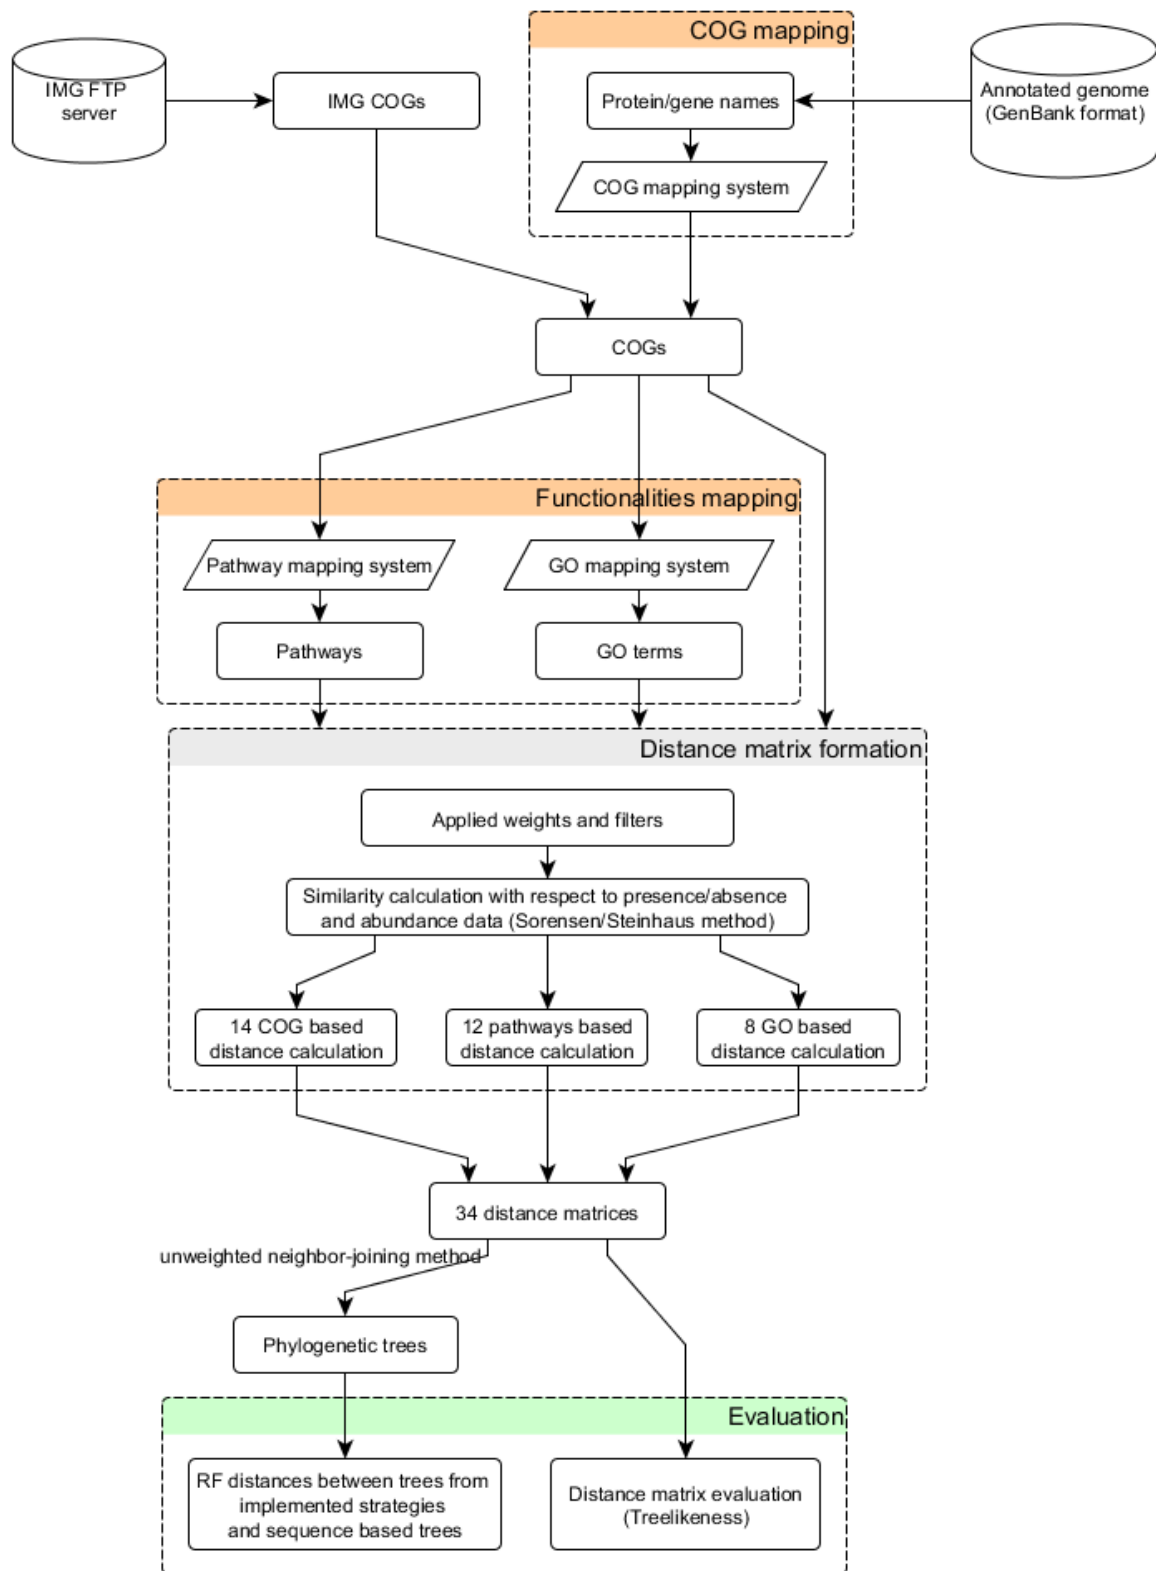 COG mapping
IMG FTP
server
IMG COGs
Protein/gene names
Annotated genome
(GenBank format)
COG mapping system
COGs
Functionalities mapping
Pathway mapping system
GO mapping system
Pathways
GO terms
Distance matrix formation
Applied weights and filters
Similarity calculation with respect to presence/absence
and abundance data (Sorensen/Steinhaus method)
14 COG based
distance calculation
12 pathways based
distance calculation
8 GO based
distance calculation
34 distance matrices
unweighted neighbor-joining method
Phylogenetic trees
Evaluation
RF distances between trees from
implemented strategies
and sequence based trees
Distance matrix evaluation
(Treelikeness)